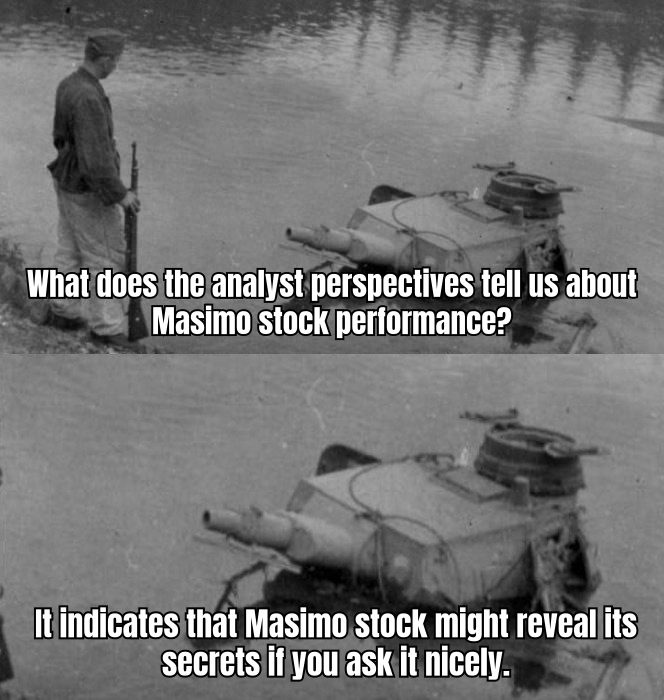 What does the analyst perspectives tell us about
Masimo stock performance?
It indicates that Masimo stock might reveal its
secrets if you ask it nicely.